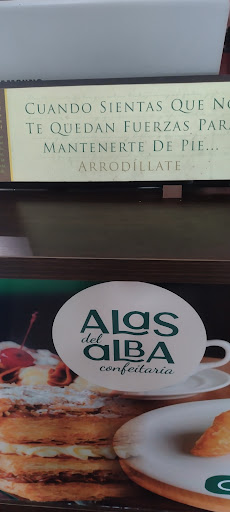 CUANDO SIENTAS QUE NO
TE QUEDAN FUERZAS PARA
MANTENERTE DE PIE...
ARRODÍLLATE
ALAS
del
ALBA
confeitaria